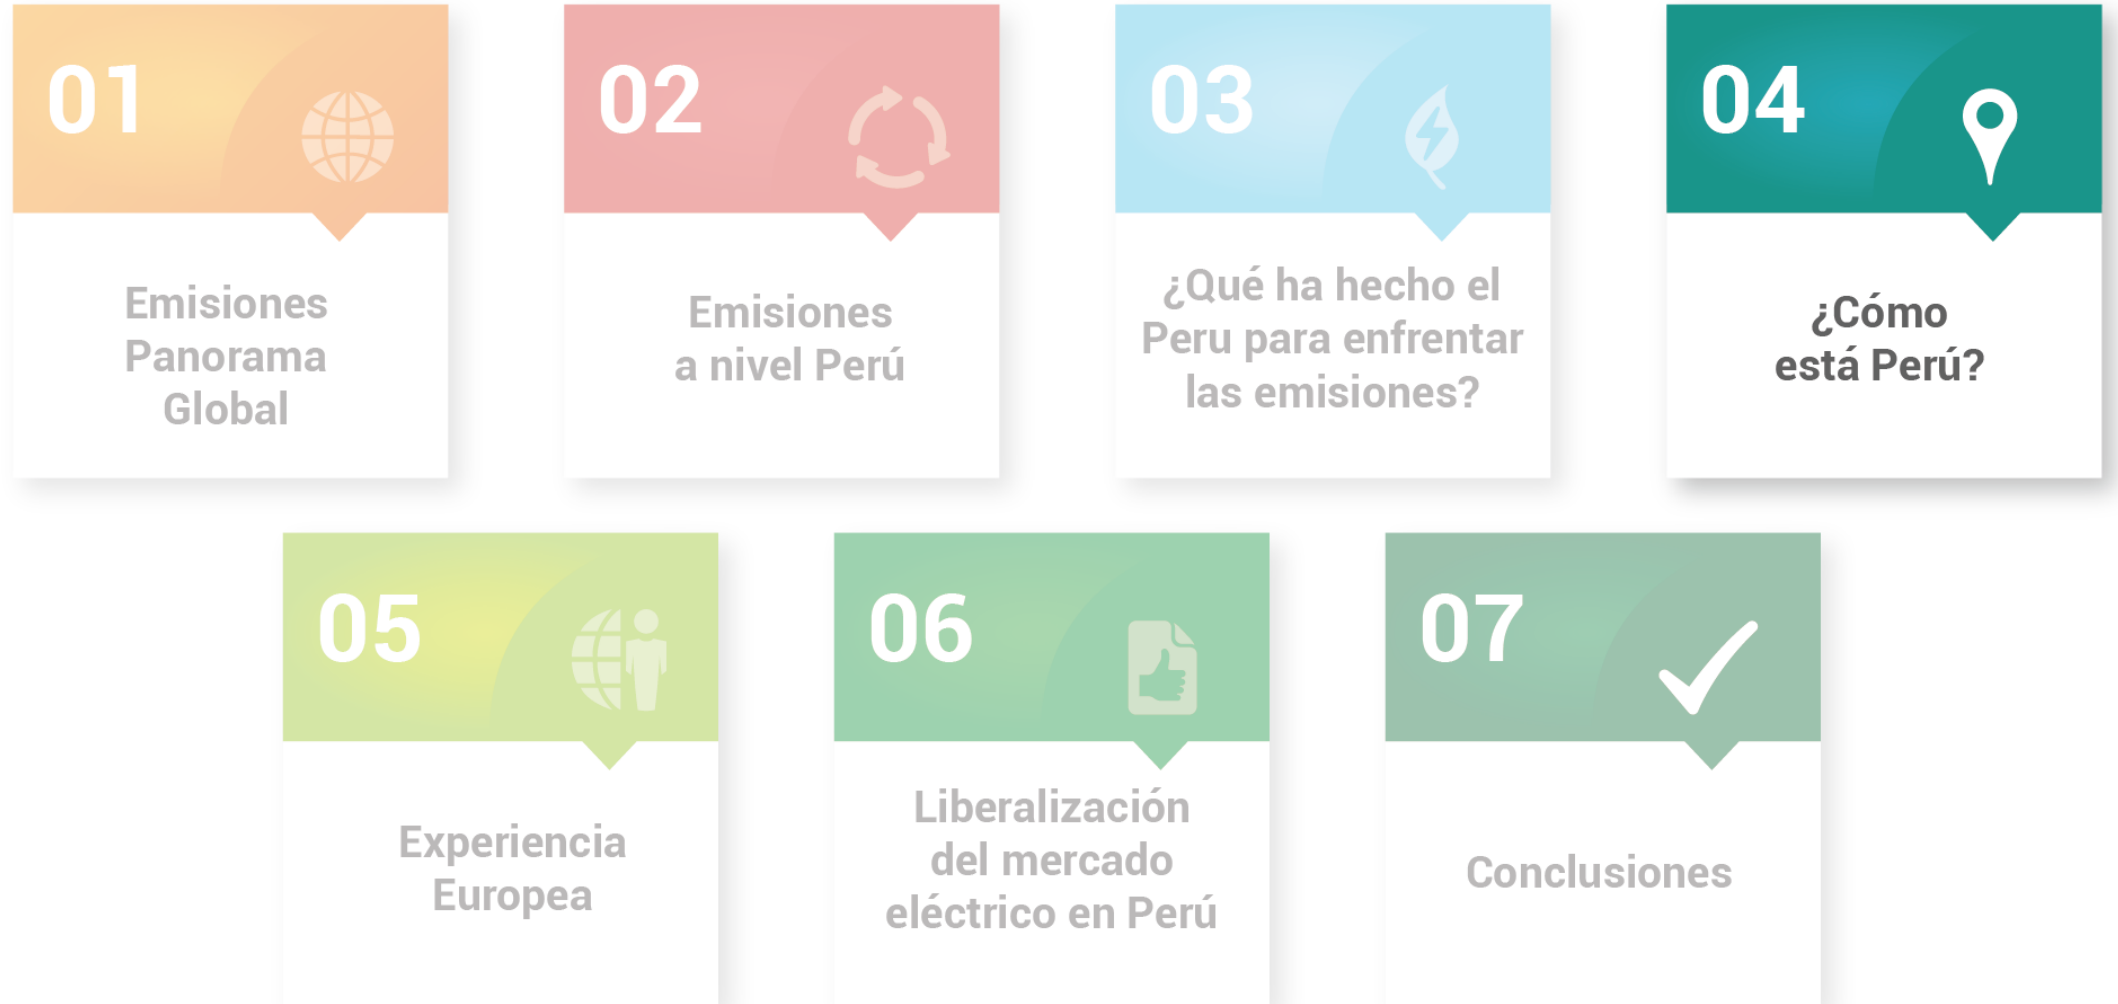 01
Emisiones
Panorama
Global
02
Emisiones
a nivel Perú
03
¿Qué ha hecho el
Peru para enfrentar
las emisiones?
04
¿Cómo
está Perú?
05
Experiencia
Europea
06
Liberalización
del mercado
eléctrico en Perú
07
Conclusiones